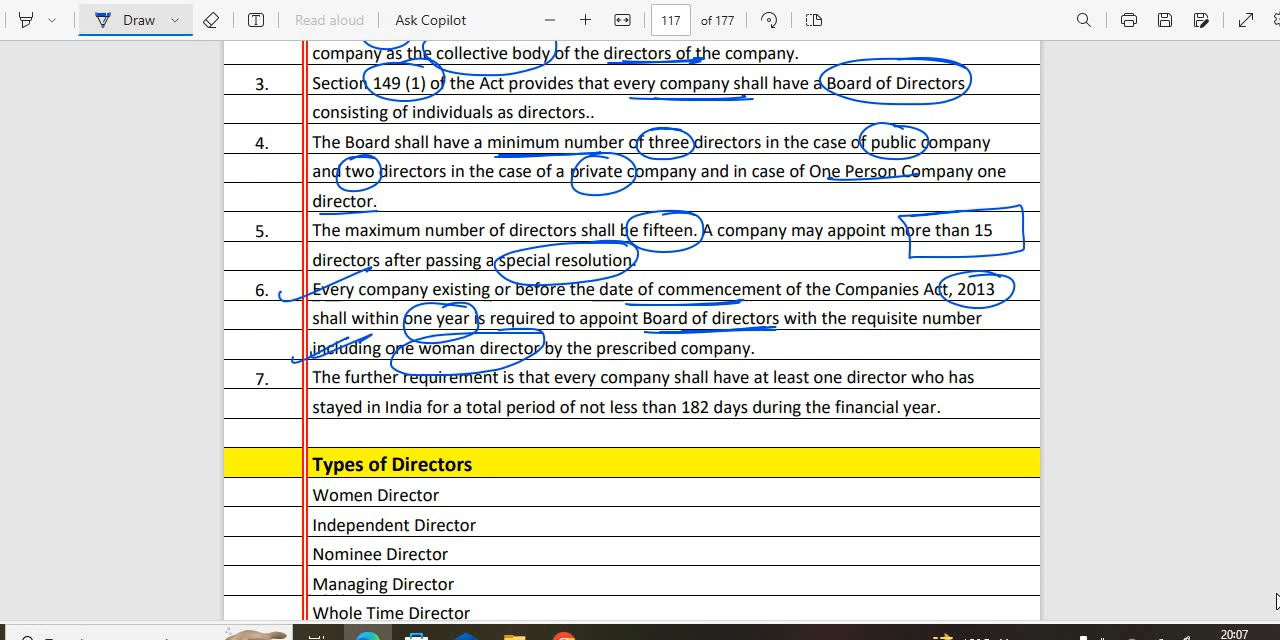 Draw
Read aloud
Ask Copilot
117
of 177
company as the collective body of the directors of the company.
3. Section 149 (1) of the Act provides that every company shall have a Board of Directors
consisting of individuals as directors..
4. The Board shall have a minimum number of three directors in the case of public company
and two directors in the case of a private company and in case of One Person Company one
director.
5. The maximum number of directors shall be fifteen. A company may appoint more than 15
directors after passing a special resolution.
6. Every company existing or before the date of commencement of the Companies Act, 2013
shall within one year is required to appoint Board of directors with the requisite number
including one woman director by the prescribed company.
7. The further requirement is that every company shall have at least one director who has
stayed in India for a total period of not less than 182 days during the financial year.
Types of Directors
Women Director
Independent Director
Nominee Director
Managing Director
Whole Time Director
20:07